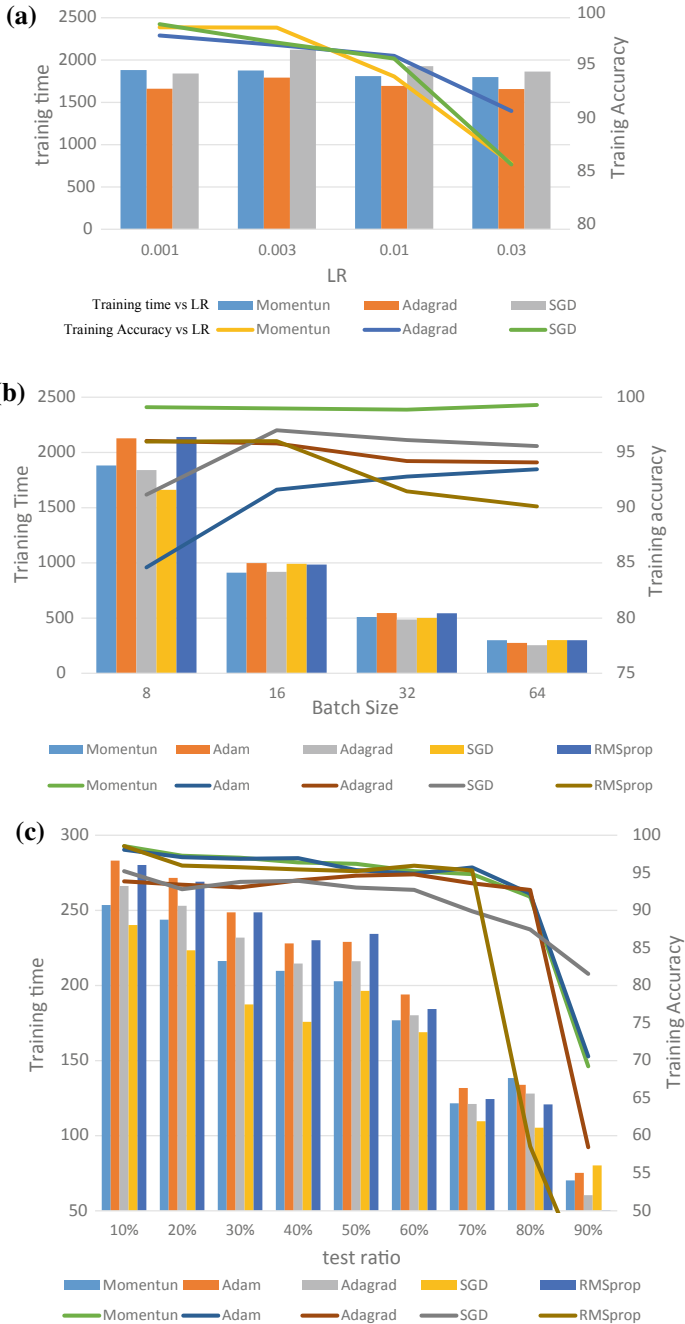 (a)
2500
2000
1500
1000
500
0
trainig time
100
95
90
85
80
Trainig Accuracy
0.001 0.003 0.01 0.03
LR
Training time vs LR Momentun Adagrad SGD
Training Accuracy vs LR Momentun Adagrad SGD
(b)
2500
2000
1500
1000
500
0
Trianing Time
100
95
90
85
80
75
Training accuracy
8 16 32 64
Batch Size
Momentun Adam Adagrad SGD RMSprop
Momentun Adam Adagrad SGD RMSprop
(c)
300
250
200
150
100
50
Training time
100
95
90
85
80
75
70
65
60
55
50
Training Accuracy
10% 20% 30% 40% 50% 60% 70% 80% 90%
test ratio
Momentun Adam Adagrad SGD RMSprop
Momentun Adam Adagrad SGD RMSprop